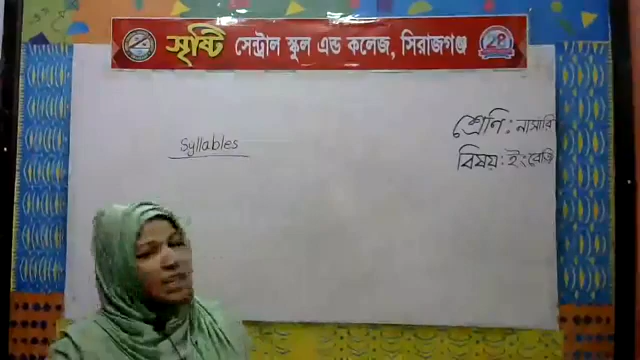 সৃষ্টি সেন্ট্রাল স্কুল এন্ড কলেজ, সিরাজগঞ্জ
শ্রেণি: নার্সারি
Syllables
বিষয়: ইংরেজি